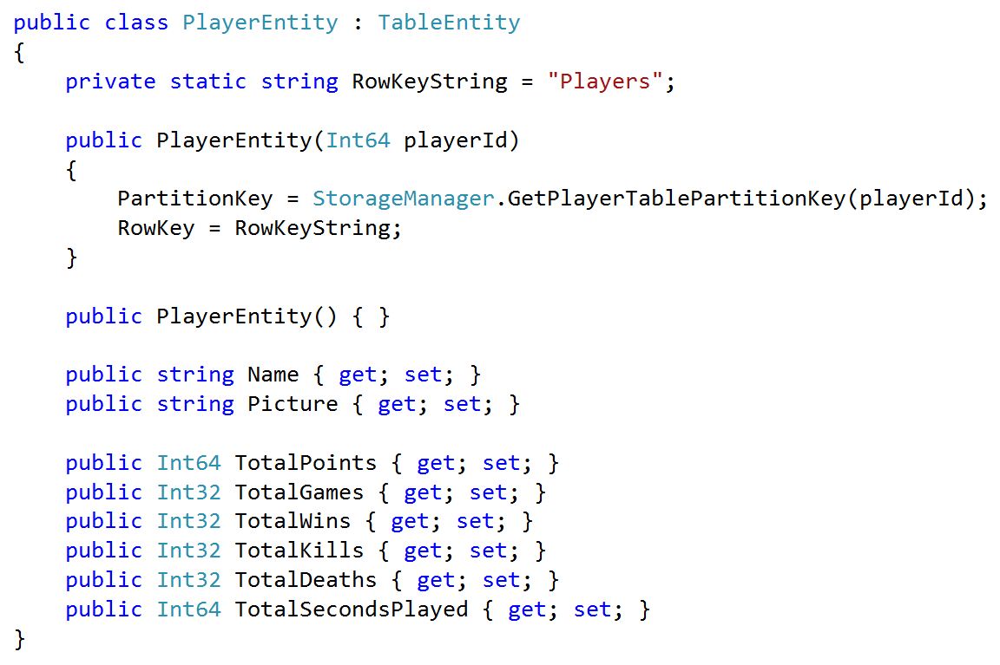 public class PlayerEntity : TableEntity
{
    private static string RowKeyString = "Players";
    public PlayerEntity(Int64 playerId)
    {
        PartitionKey = StorageManager.GetPlayerTablePartitionKey(playerId);
        RowKey = RowKeyString;
    }
    public PlayerEntity() { }
    public string Name { get; set; }
    public string Picture { get; set; }
    public Int64 TotalPoints { get; set; }
    public Int32 TotalGames { get; set; }
    public Int32 TotalWins { get; set; }
    public Int32 TotalKills { get; set; }
    public Int32 TotalDeaths { get; set; }
    public Int64 TotalSecondsPlayed { get; set; }
}